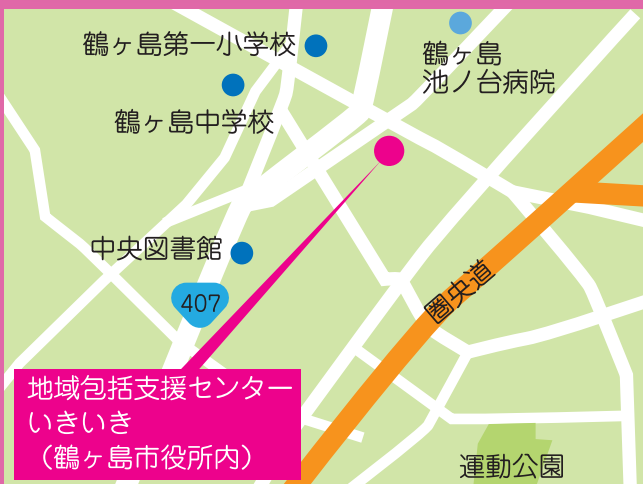 鶴ヶ島第一小学校
鶴ヶ島
池ノ台病院
鶴ヶ島中学校
中央図書館
407
圏央道
地域包括支援センター
いきいき
（鶴ヶ島市役所内）
運動公園